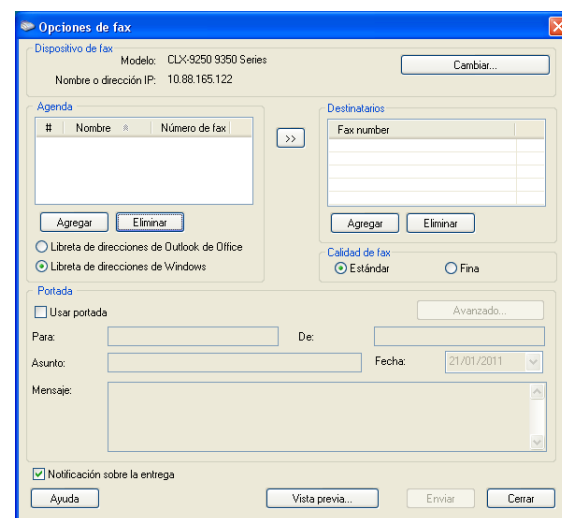 Opciones de fax
Dispositivo de fax
Modelo: CLX-9250 9350 Series
Cambiar...
Nombre o dirección IP: 10.88.165.122
Agenda
# Nombre Número de fax
>>
Agregar Eliminar
Libreta de direcciones de Outlook de Office
Libreta de direcciones de Windows
Destinatarios
Fax number
Agregar Eliminar
Calidad de fax
Estándar Fina
Portada
Usar portada Avanzado...
Para: De:
Asunto: Fecha: 21/01/2011
Mensaje:
Notificación sobre la entrega
Ayuda Vista previa... Enviar Cerrar